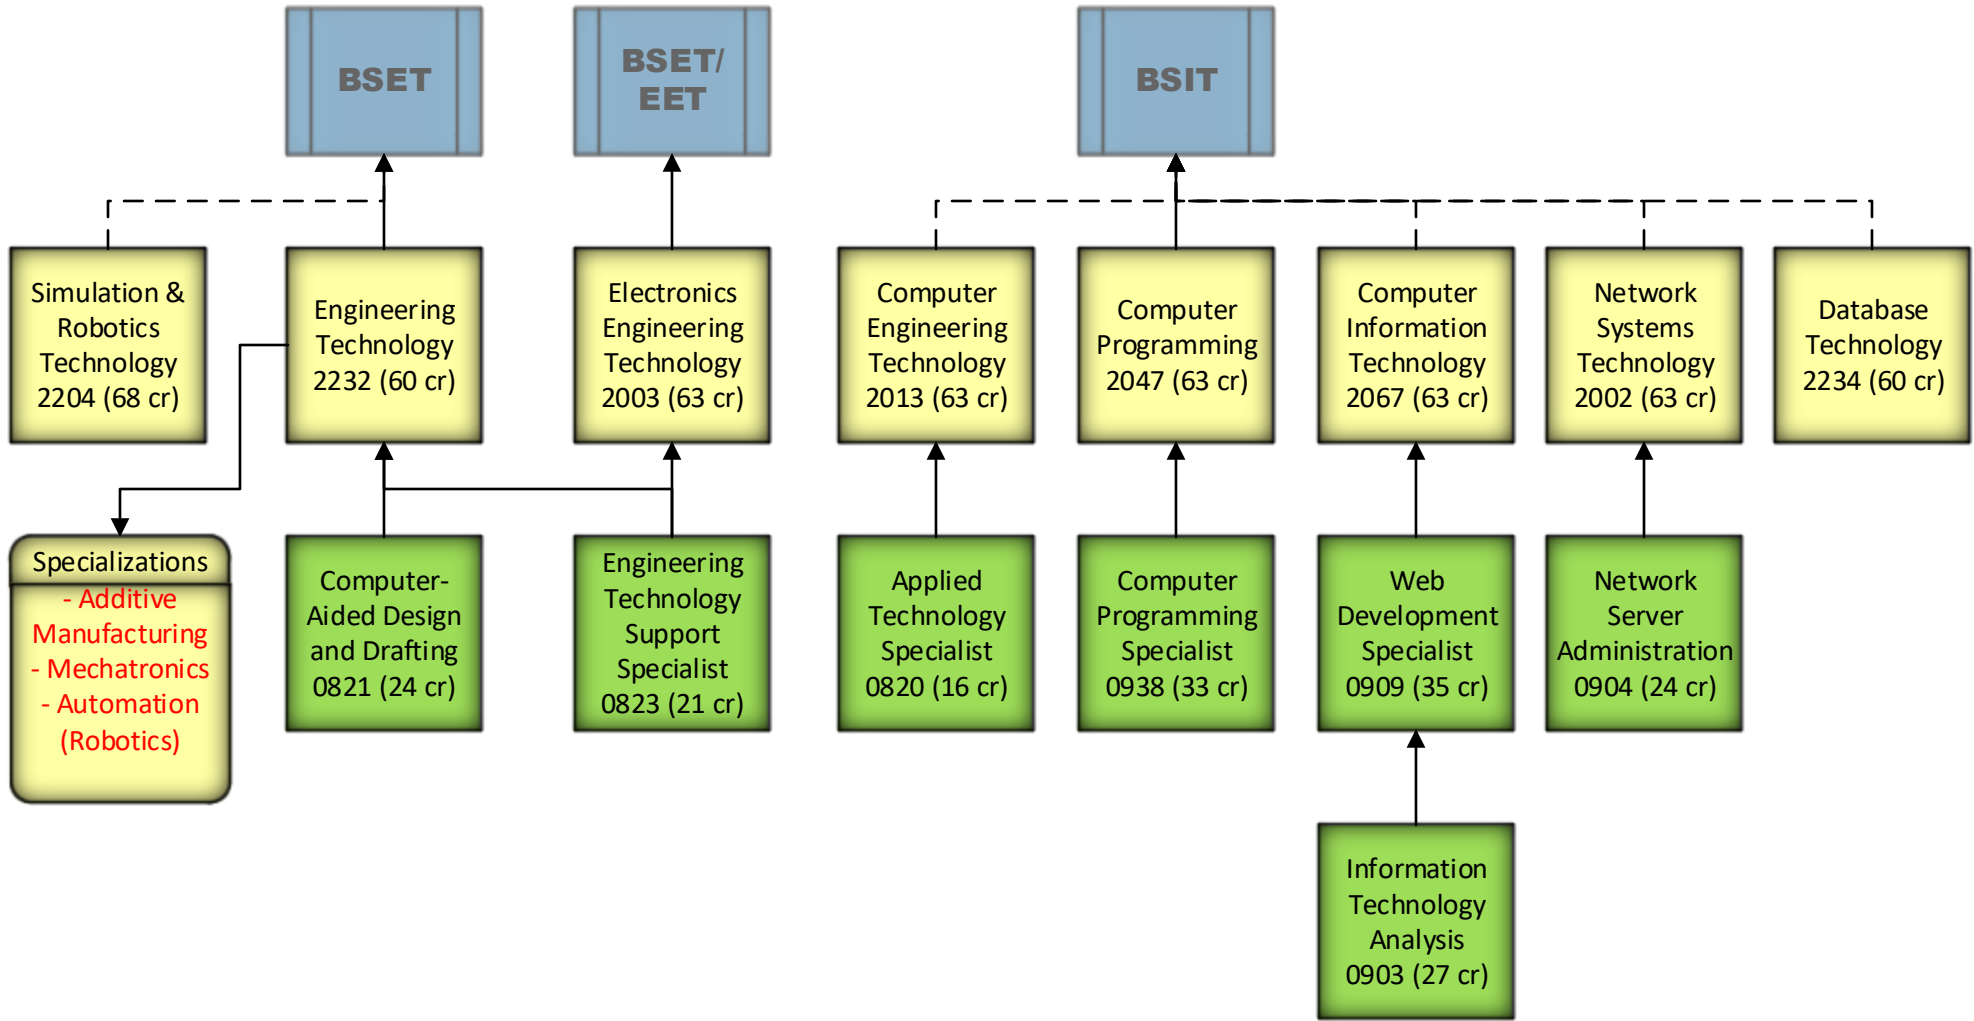 BSET
BSET/
EET
BSIT
Simulation &
Robotics
Technology
2204 (68 cr)
Engineering
Technology
2232 (60 cr)
Electronics
Engineering
Technology
2003 (63 cr)
Computer
Engineering
Technology
2013 (63 cr)
Computer
Programming
2047 (63 cr)
Computer
Information
Technology
2067 (63 cr)
Network
Systems
Technology
2002 (63 cr)
Database
Technology
2234 (60 cr)
Specializations
- Additive
Manufacturing
- Mechatronics
- Automation
(Robotics)
Computer-
Aided Design
and Drafting
0821 (24 cr)
Engineering
Technology
Support
Specialist
0823 (21 cr)
Applied
Technology
Specialist
0820 (16 cr)
Computer
Programming
Specialist
0938 (33 cr)
Web
Development
Specialist
0909 (35 cr)
Network
Server
Administration
0904 (24 cr)
Information
Technology
Analysis
0903 (27 cr)